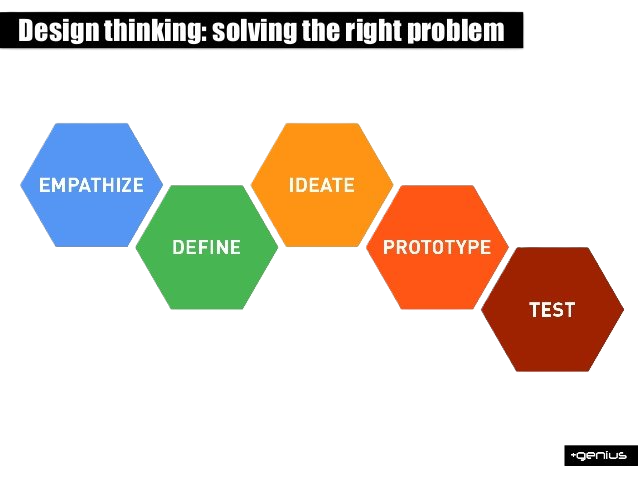 Design thinking: solving the right problem
EMPATHIZE
DEFINE
IDEATE
PROTOTYPE
TEST
+genius